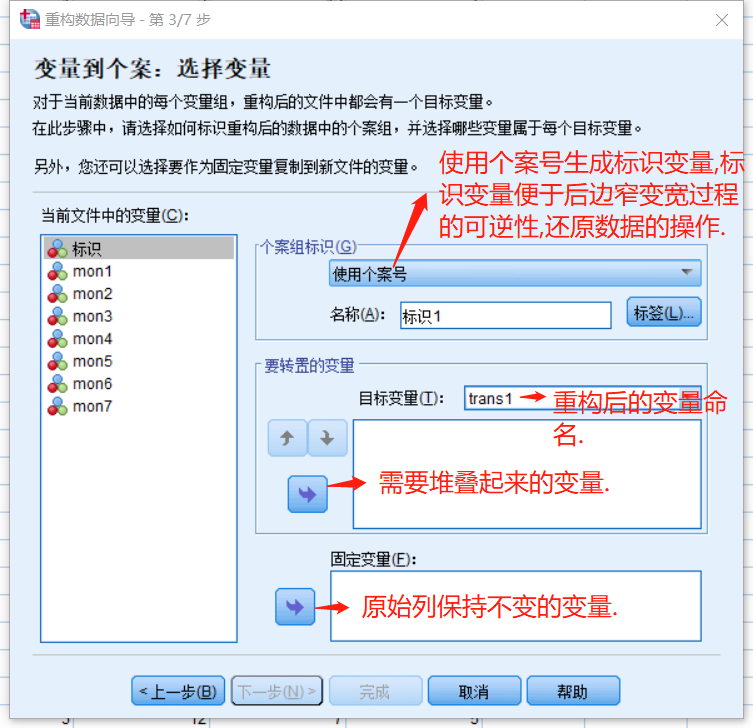 重构数据向导 - 第 3/7 步
变量到个案：选择变量
对于当前数据中的每个变量组，重构后的文件中都会有一个目标变量。
在此步骤中，请选择如何标识重构后的数据中的个案组，并选择哪些变量属于每个目标变量。
另外，您还可以选择要作为固定变量复制到新文件的变量。
使用个案号生成标识变量,标
识变量便于后边窄变宽过程
的可逆性,还原数据的操作.
当前文件中的变量(C)：
标识
mon1
mon2
mon3
mon4
mon5
mon6
mon7
个案组标识(G)
使用个案号
名称(A)：
标识1
标签(L)...
要转置的变量
目标变量(T)：
trans1
重构后的变量命
名.
需要堆叠起来的变量.
固定变量(F)：
原始列保持不变的变量.
< 上一步(B)
下一步(N) >
完成
取消
帮助
12